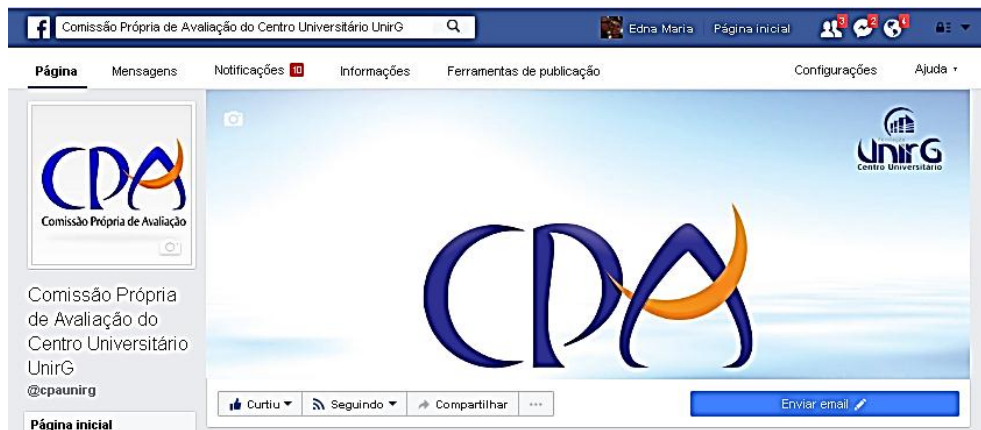 Comissão Própria de Avaliação do Centro Universitário UnirG
Edna Maria Página inicial 3 2 4
Página Mensagens Notificações 10 Informações Ferramentas de publicação Configurações Ajuda
CPA
Comissão Própria de Avaliação
UnirG
Centro Universitário
CPA
Comissão Própria
de Avaliação do
Centro Universitário
UnirG
@cpaunirg
Curtiu Seguindo Compartilhar ... Enviar email
Página inicial